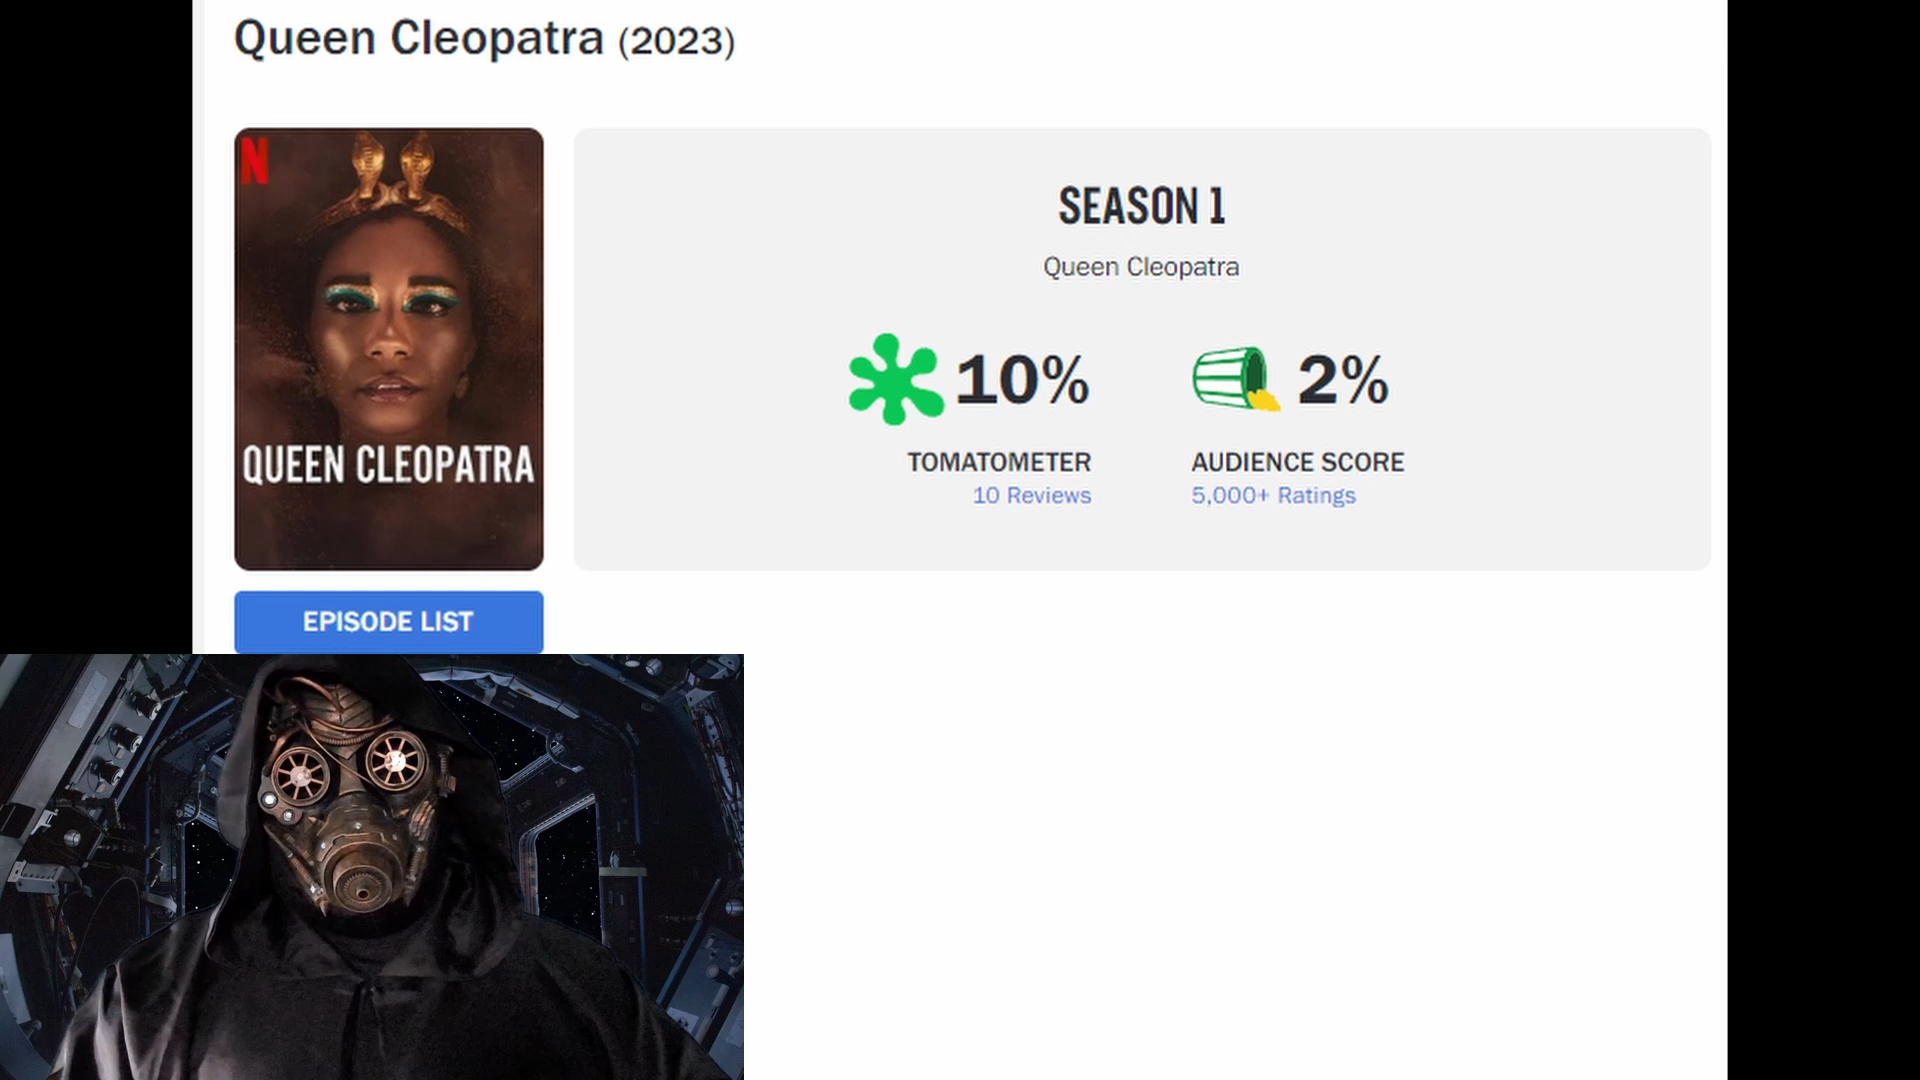 Queen Cleopatra (2023)
N
QUEEN CLEOPATRA
SEASON 1
Queen Cleopatra
10%
2%
TOMATOMETER
AUDIENCE SCORE
10 Reviews
5,000+ Ratings
EPISODE LIST